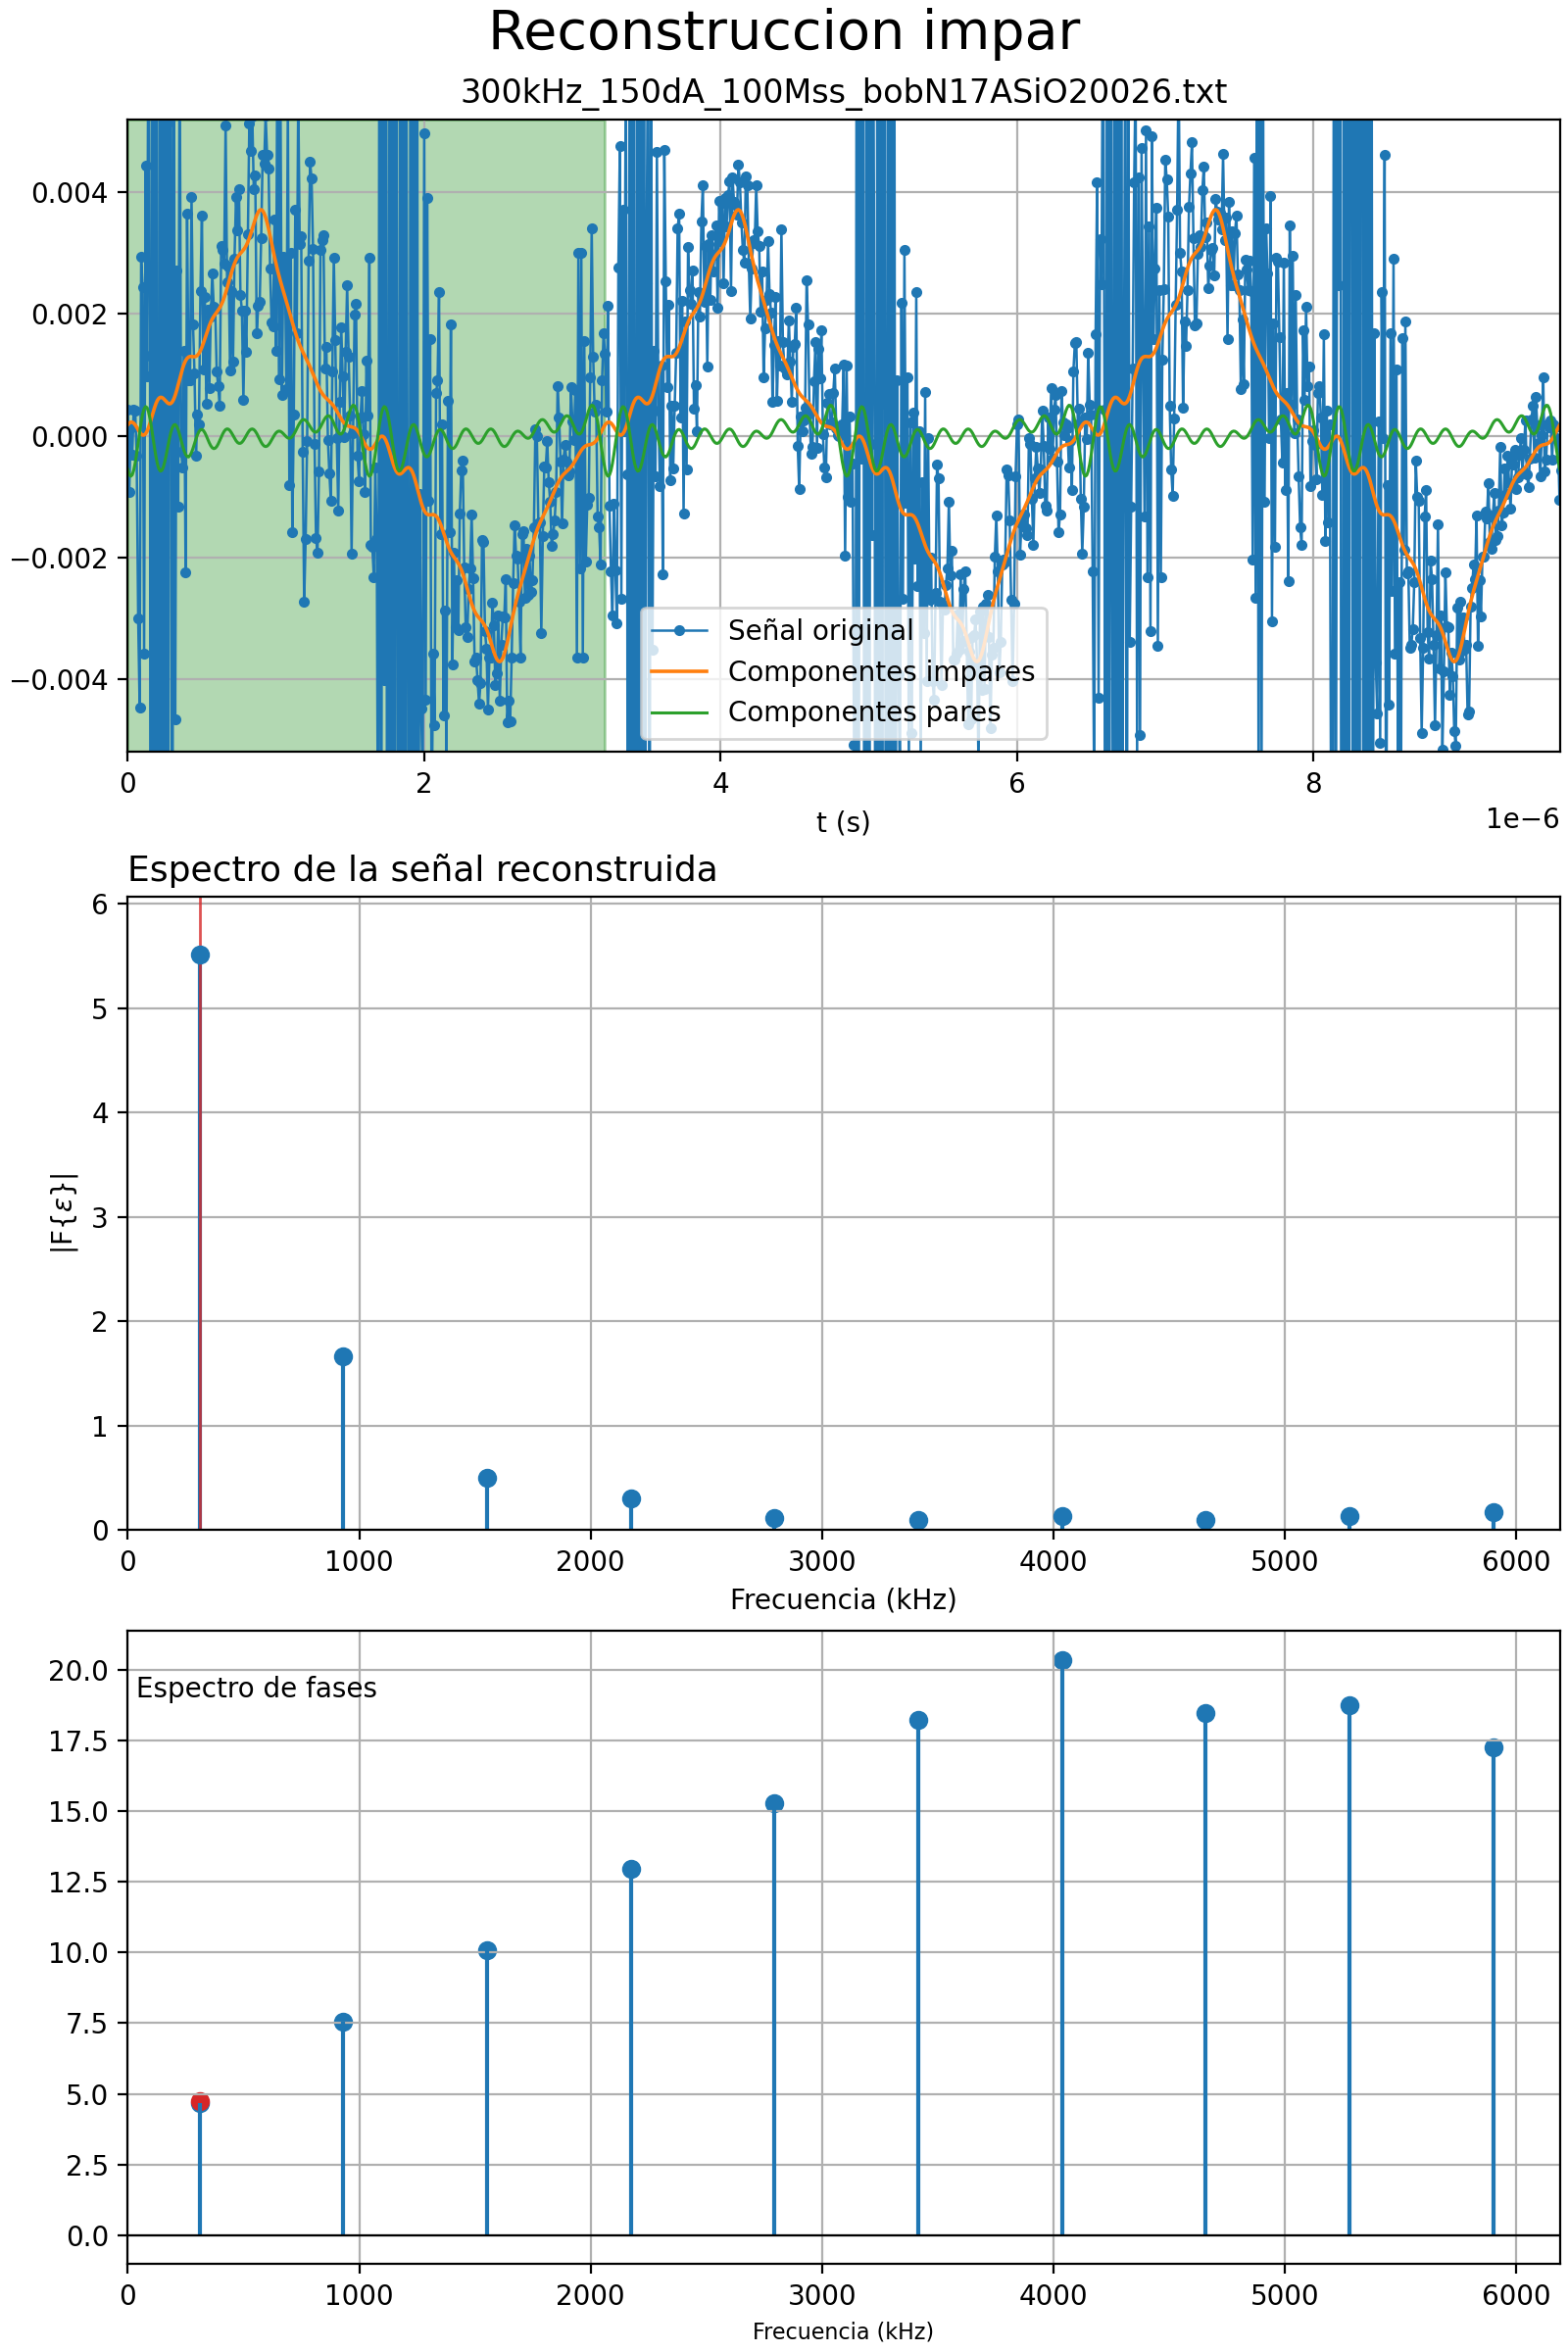 Reconstruccion impar
300kHz_150dA_100Mss_bobN17ASiO20026.txt
0.004
0.002
0.000
−0.002
−0.004
Señal original
Componentes impares
Componentes pares
0 2 4 6 8
1e−6
t (s)
Espectro de la señal reconstruida
6
5
4
3
2
1
0
|F{ε}|
0 1000 2000 3000 4000 5000 6000
Frecuencia (kHz)
Espectro de fases
20.0
17.5
15.0
12.5
10.0
7.5
5.0
2.5
0.0
0 1000 2000 3000 4000 5000 6000
Frecuencia (kHz)